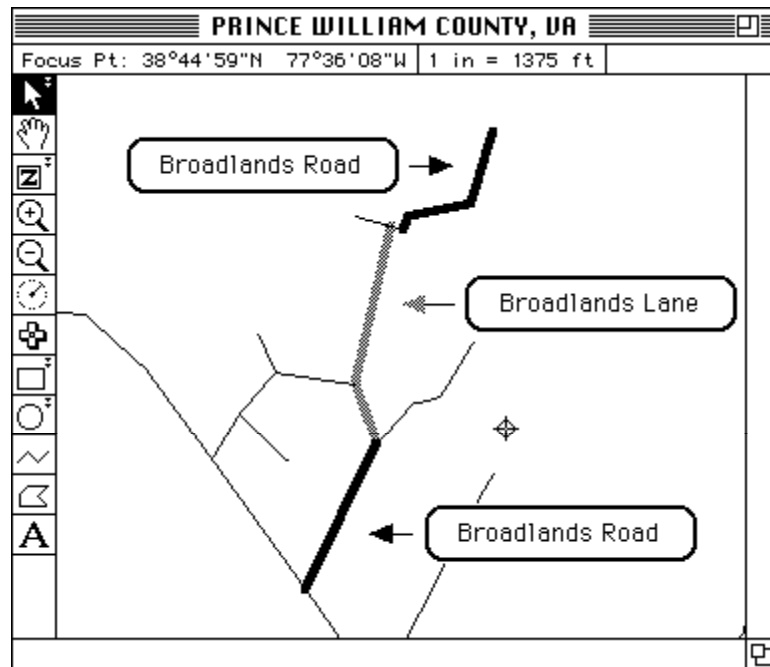 PRINCE WILLIAM COUNTY, VA
Focus Pt: 38°44'59"N 77°36'08"W 1 in = 1375 ft
Z
A
Broadlands Road
Broadlands Lane
Broadlands Road